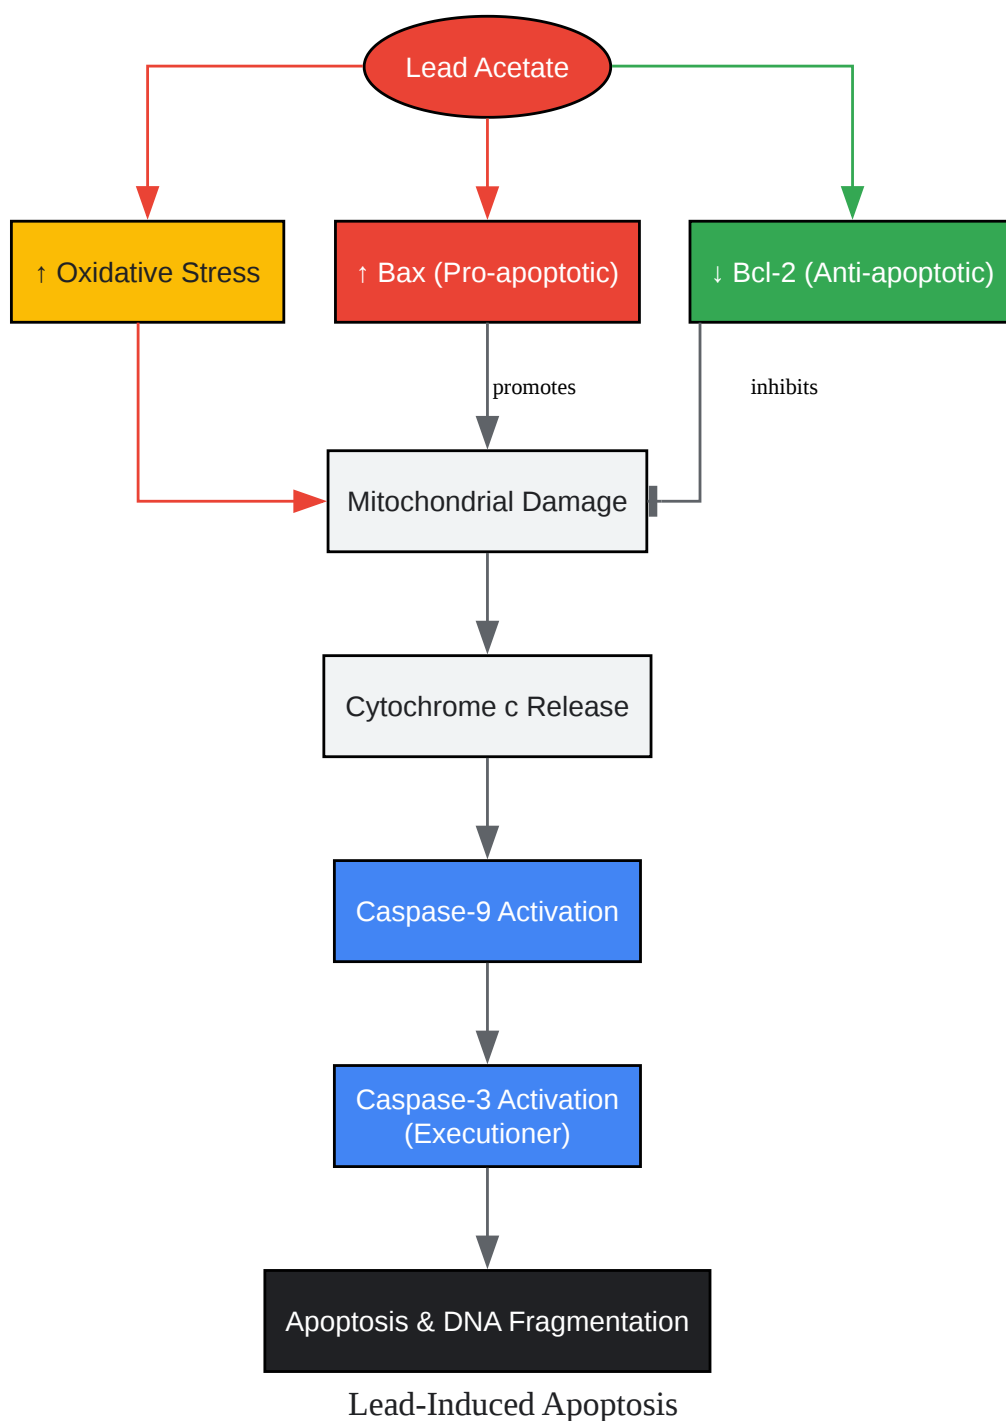 Lead Acetate
↑ Oxidative Stress
↑ Bax (Pro-apoptotic)
↓ Bcl-2 (Anti-apoptotic)
promotes
inhibits
Mitochondrial Damage
Cytochrome c Release
Caspase-9 Activation
Caspase-3 Activation
(Executioner)
Apoptosis & DNA Fragmentation
Lead-Induced Apoptosis